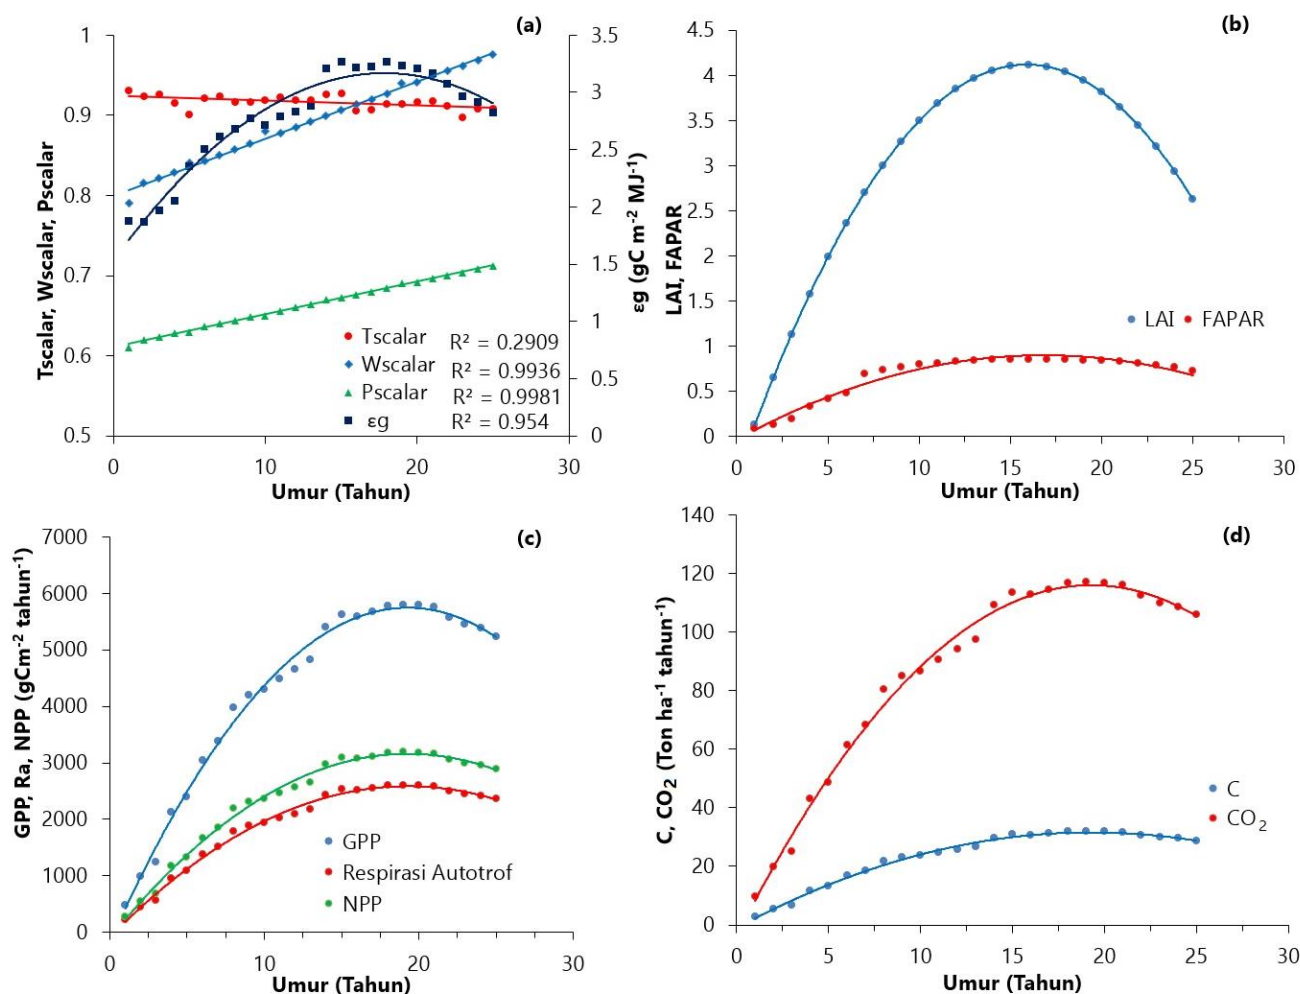 (a)
1
0.9
0.8
0.7
0.6
0.5
Tscalar, Wscalar, Pscalar
3.5
3
2.5
2
1.5
1
0.5
0
εg (gC m⁻² MJ⁻¹)
Tscalar R² = 0.2909
Wscalar R² = 0.9936
Pscalar R² = 0.9981
εg R² = 0.954
0 10 20 30
Umur (Tahun)
(b)
4.5
4
3.5
3
2.5
2
1.5
1
0.5
0
LAI, FAPAR
LAI FAPAR
0 5 10 15 20 25 30
Umur (Tahun)
(c)
7000
6000
5000
4000
3000
2000
1000
0
GPP, Ra, NPP (gCm⁻² tahun⁻¹)
GPP
Respirasi Autotrof
NPP
0 10 20 30
Umur (Tahun)
(d)
140
120
100
80
60
40
20
0
C, CO₂ (Ton ha⁻¹ tahun⁻¹)
C
CO₂
0 5 10 15 20 25 30
Umur (Tahun)